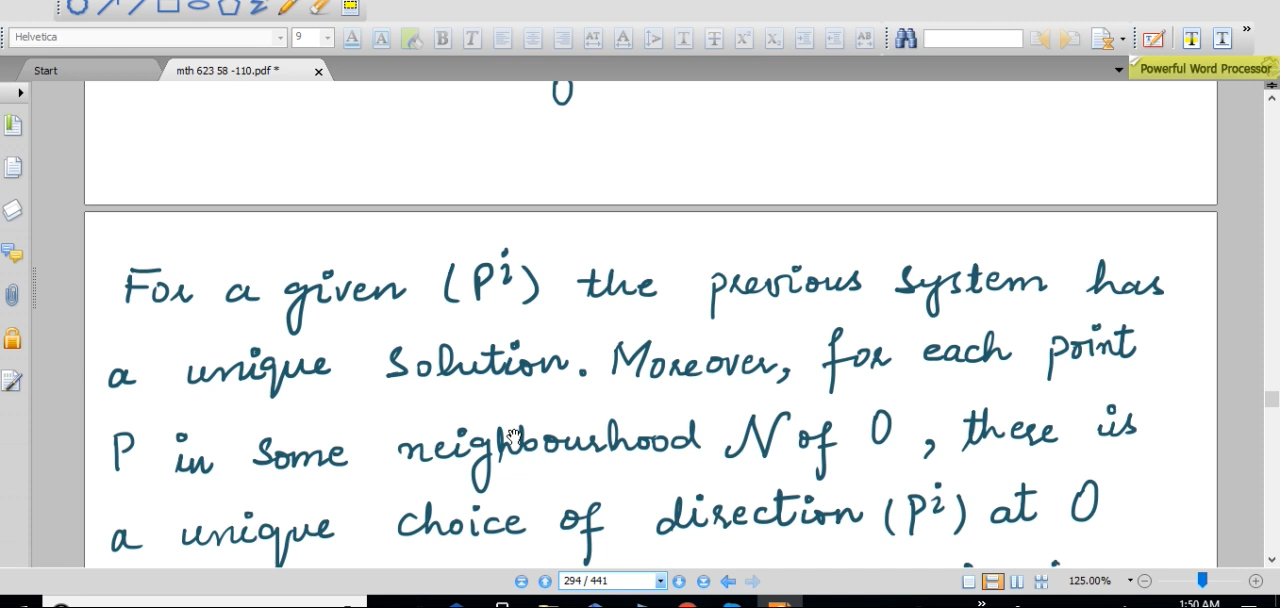 Helvetica
9
Start
mth 623 58 -110.pdf *
Powerful Word Processor
0
For a given (pi) the previous system has
a unique solution. Moreover, for each point
P in some neighbourhood N of O, there is
a unique choice of direction (pi) at O
294 / 441
125.00%
1:50 AM